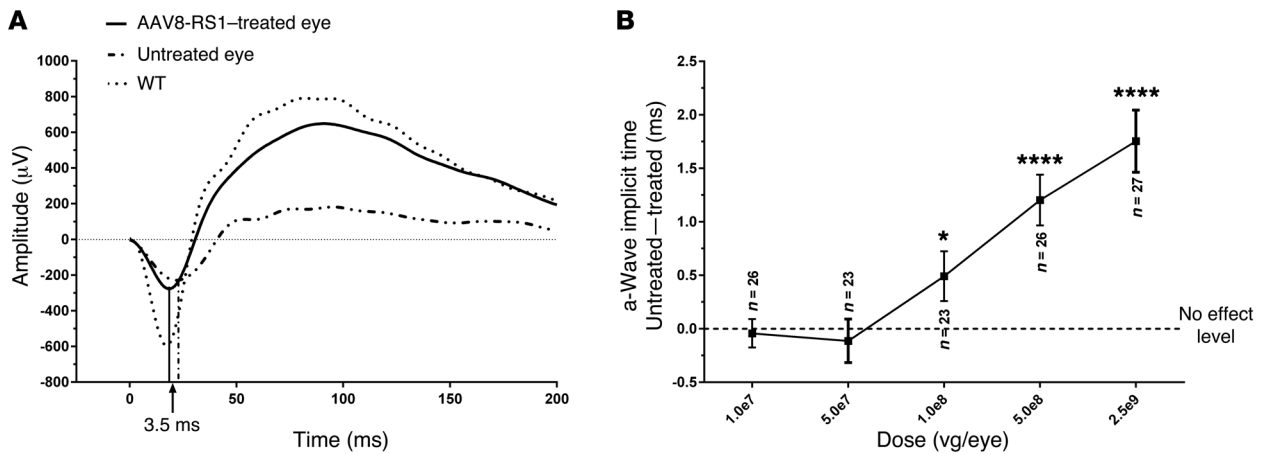 A
AAV8-RS1–treated eye
Untreated eye
WT
1000
800
600
400
200
0
-200
-400
-600
-800
Amplitude (μV)
0
50
100
150
200
3.5 ms
Time (ms)
B
a-Wave implicit time
Untreated—treated (ms)
2.5
2.0
1.5
1.0
0.5
0.0
-0.5
n = 26
n = 23
*
n = 23
****
n = 26
****
n = 27
No effect
level
1.0e7
5.0e7
1.0e8
5.0e8
2.5e9
Dose (vg/eye)